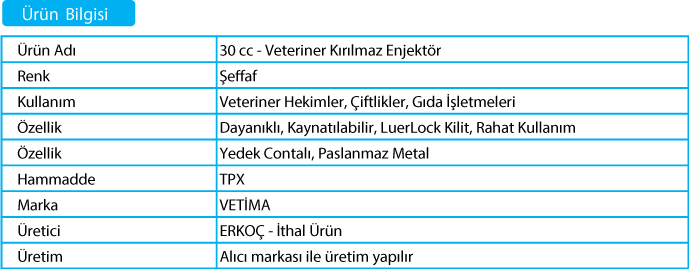 Ürün Bilgisi
Ürün Adı 30 cc - Veteriner Kırılmaz Enjektör
Renk Şeffaf
Kullanım Veteriner Hekimler, Çiftlikler, Gıda İşletmeleri
Özellik Dayanıklı, Kaynatılabilir, LuerLock Kilit, Rahat Kullanım
Özellik Yedek Contalı, Paslanmaz Metal
Hammadde TPX
Marka VETİMA
Üretici ERKOÇ - İthal Ürün
Üretim Alıcı markası ile üretim yapılır